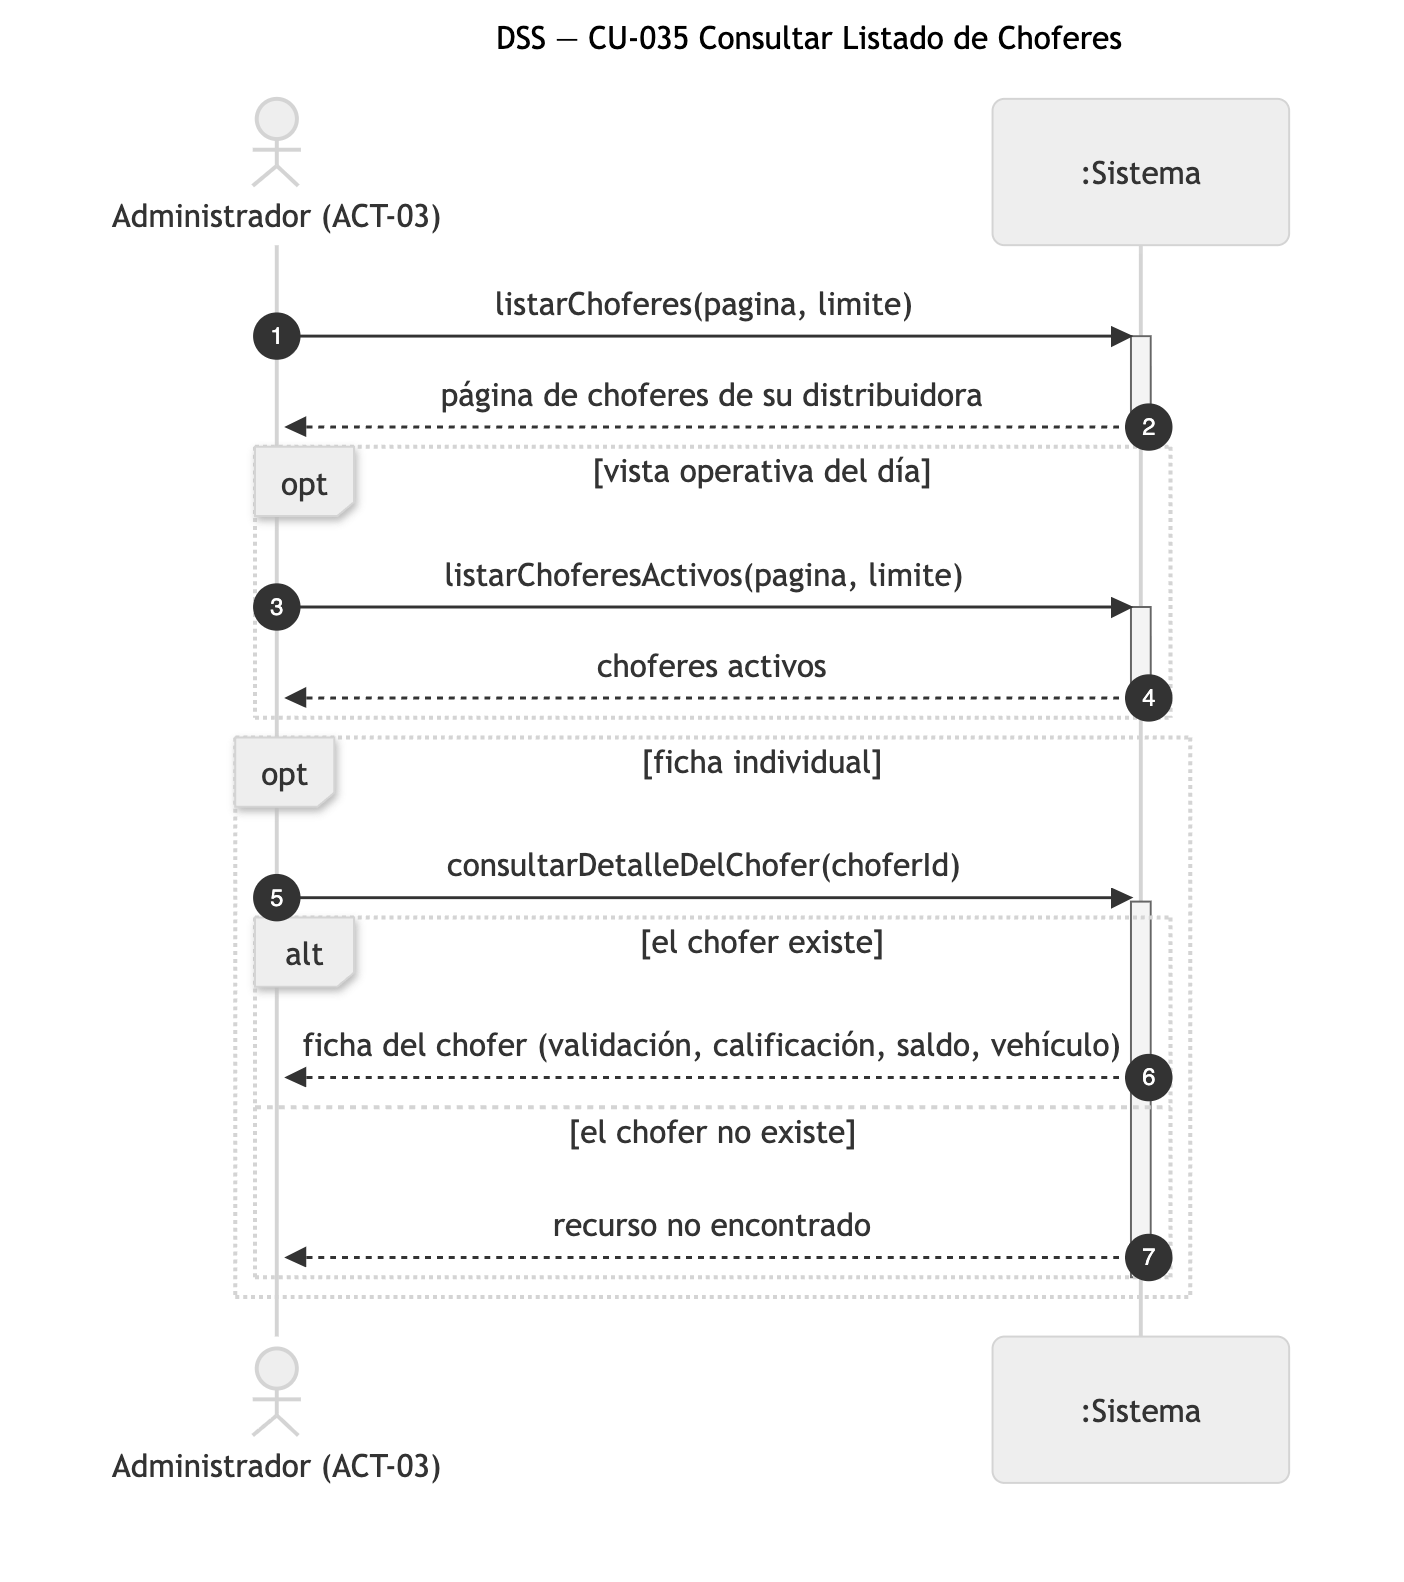 DSS — CU-035 Consultar Listado de Choferes
:Sistema
Administrador (ACT-03)
listarChoferes(pagina, limite)
1
página de choferes de su distribuidora
2
opt
[vista operativa del día]
listarChoferesActivos(pagina, limite)
3
choferes activos
4
opt
[ficha individual]
consultarDetalleDelChofer(choferId)
5
alt
[el chofer existe]
ficha del chofer (validación, calificación, saldo, vehículo)
6
[el chofer no existe]
recurso no encontrado
7
:Sistema
Administrador (ACT-03)